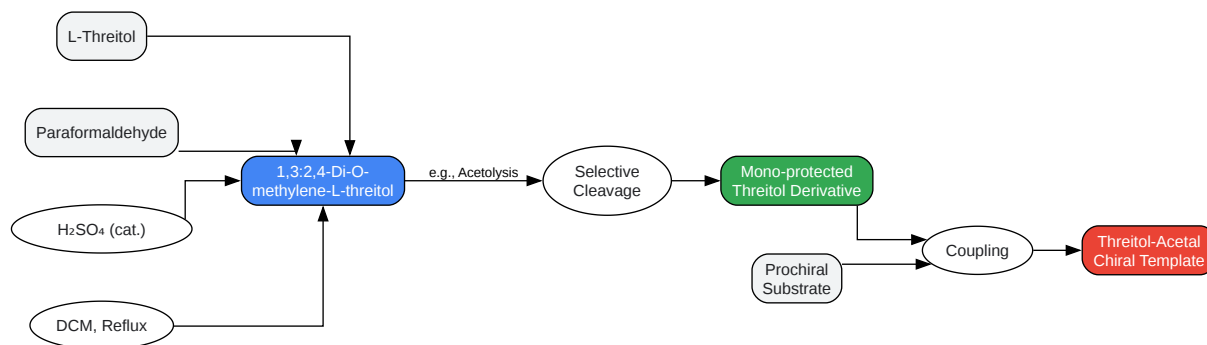 L-Threitol
Paraformaldehyde
H₂SO₄ (cat.)
DCM, Reflux
1,3:2,4-Di-O-
methylene-L-threitol
e.g., Acetolysis
Selective
Cleavage
Mono-protected
Threitol Derivative
Prochiral
Substrate
Coupling
Threitol-Acetal
Chiral Template